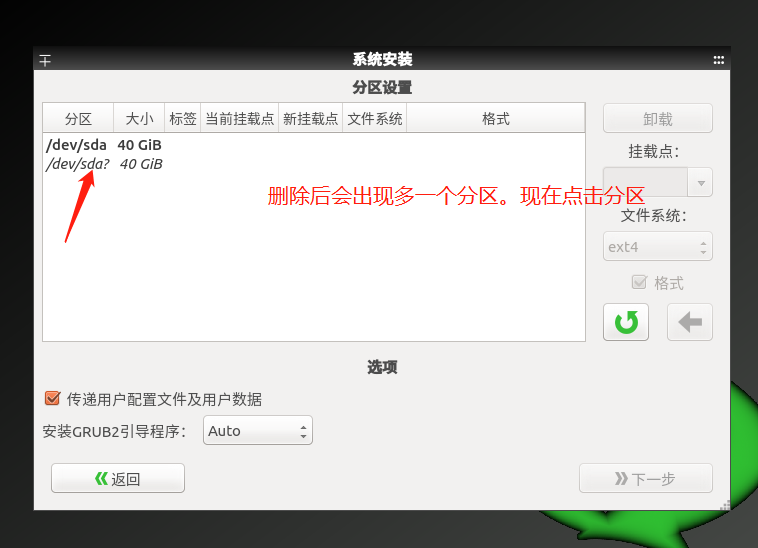 系统安装
分区设置
分区 大小 标签 当前挂载点 新挂载点 文件系统 格式
/dev/sda 40 GiB
/dev/sda? 40 GiB
删除后会出现多一个分区。现在点击分区
卸载
挂载点：
文件系统：
ext4
格式
选项
传递用户配置文件及用户数据
安装GRUB2引导程序： Auto
返回
下一步